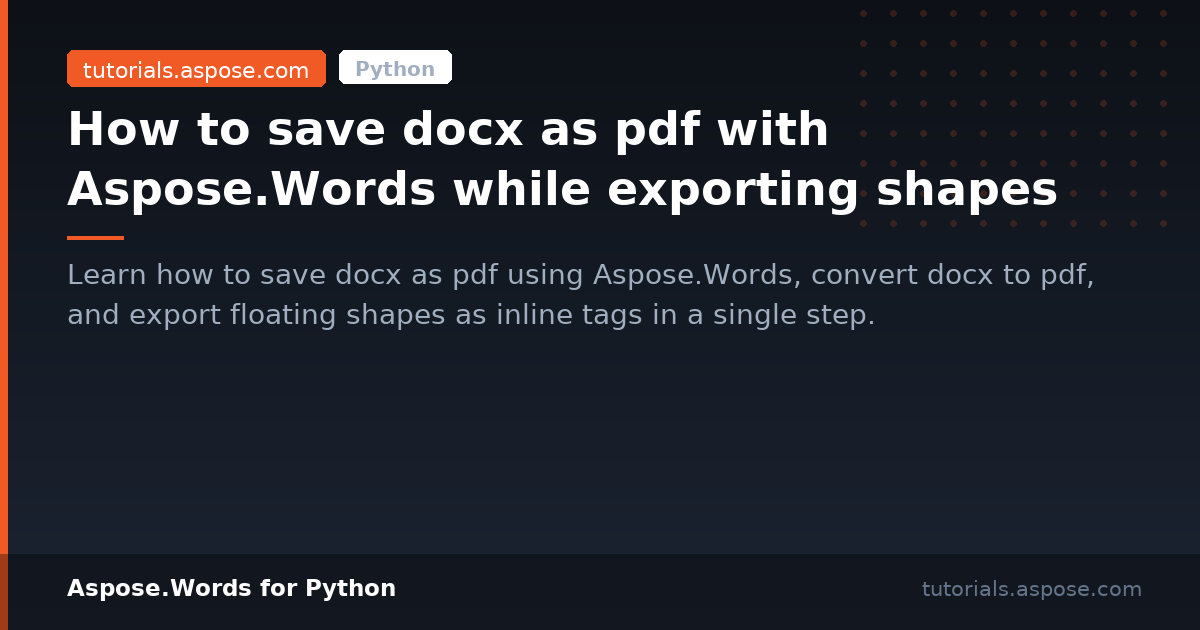 tutorials.aspose.com
Python
How to save docx as pdf with
Aspose.Words while exporting shapes
Learn how to save docx as pdf using Aspose.Words, convert docx to pdf,
and export floating shapes as inline tags in a single step.
Aspose.Words for Python
tutorials.aspose.com